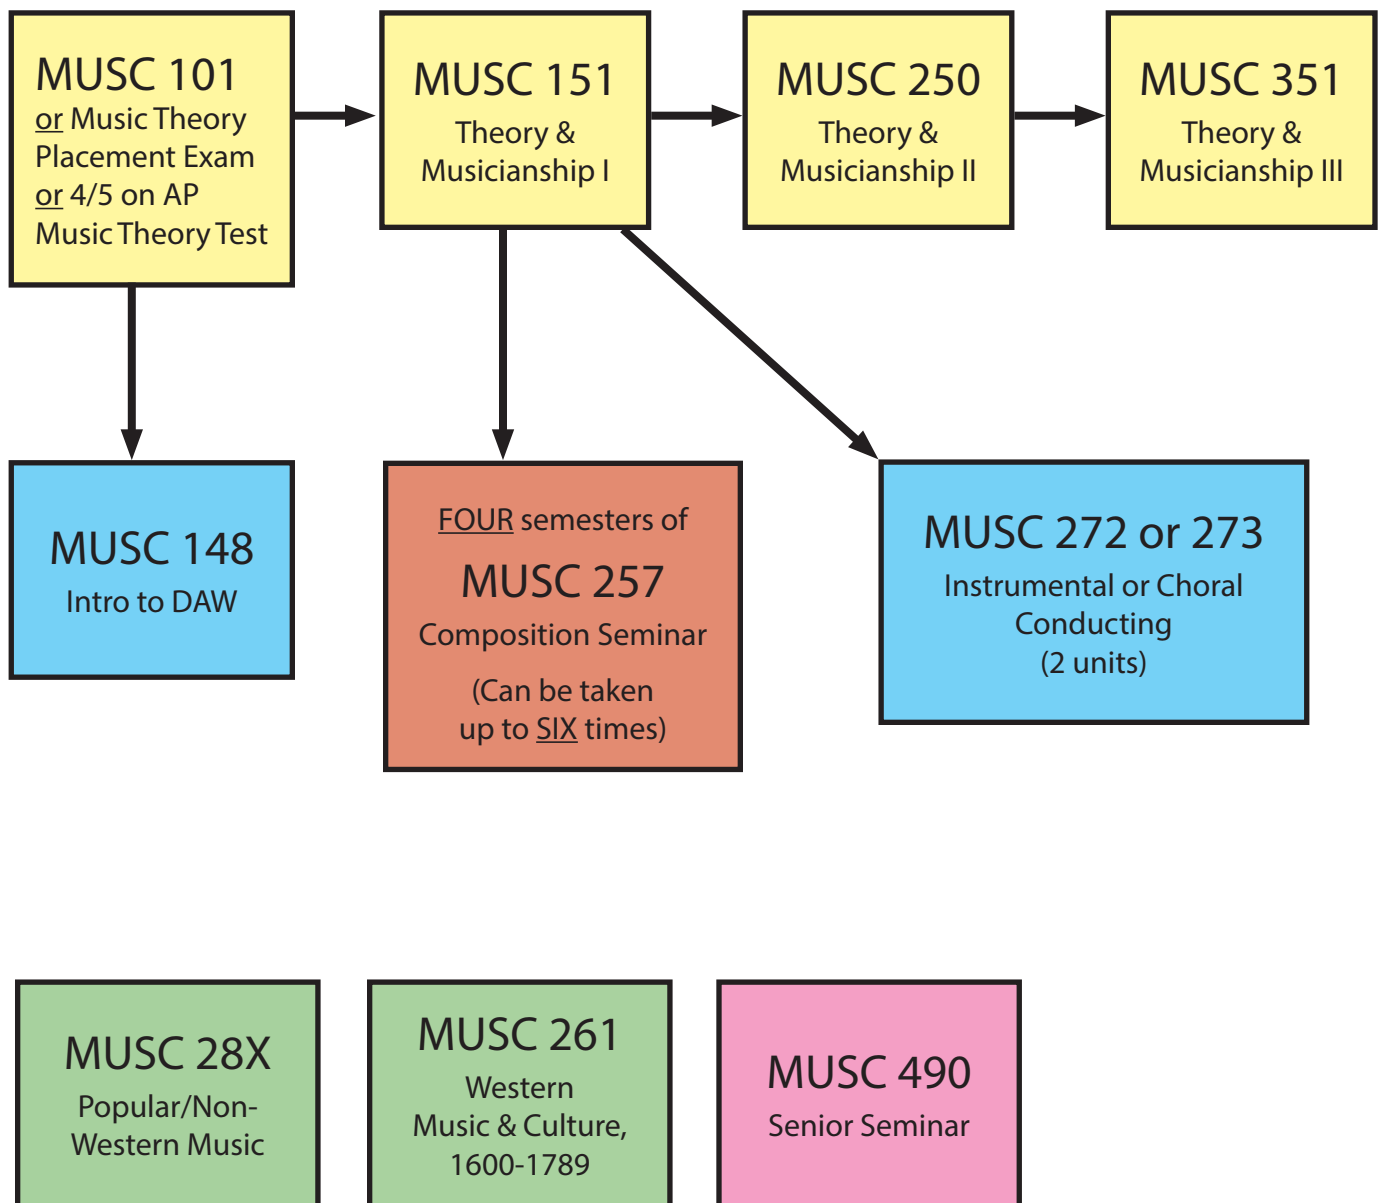 MUSC 101
or Music Theory
Placement Exam
or 4/5 on AP
Music Theory Test
MUSC 151
Theory &
Musicianship I
MUSC 250
Theory &
Musicianship II
MUSC 351
Theory &
Musicianship III
MUSC 148
Intro to DAW
FOUR semesters of
MUSC 257
Composition Seminar
(Can be taken
up to SIX times)
MUSC 272 or 273
Instrumental or Choral
Conducting
(2 units)
MUSC 28X
Popular/Non-
Western Music
MUSC 261
Western
Music & Culture,
1600-1789
MUSC 490
Senior Seminar